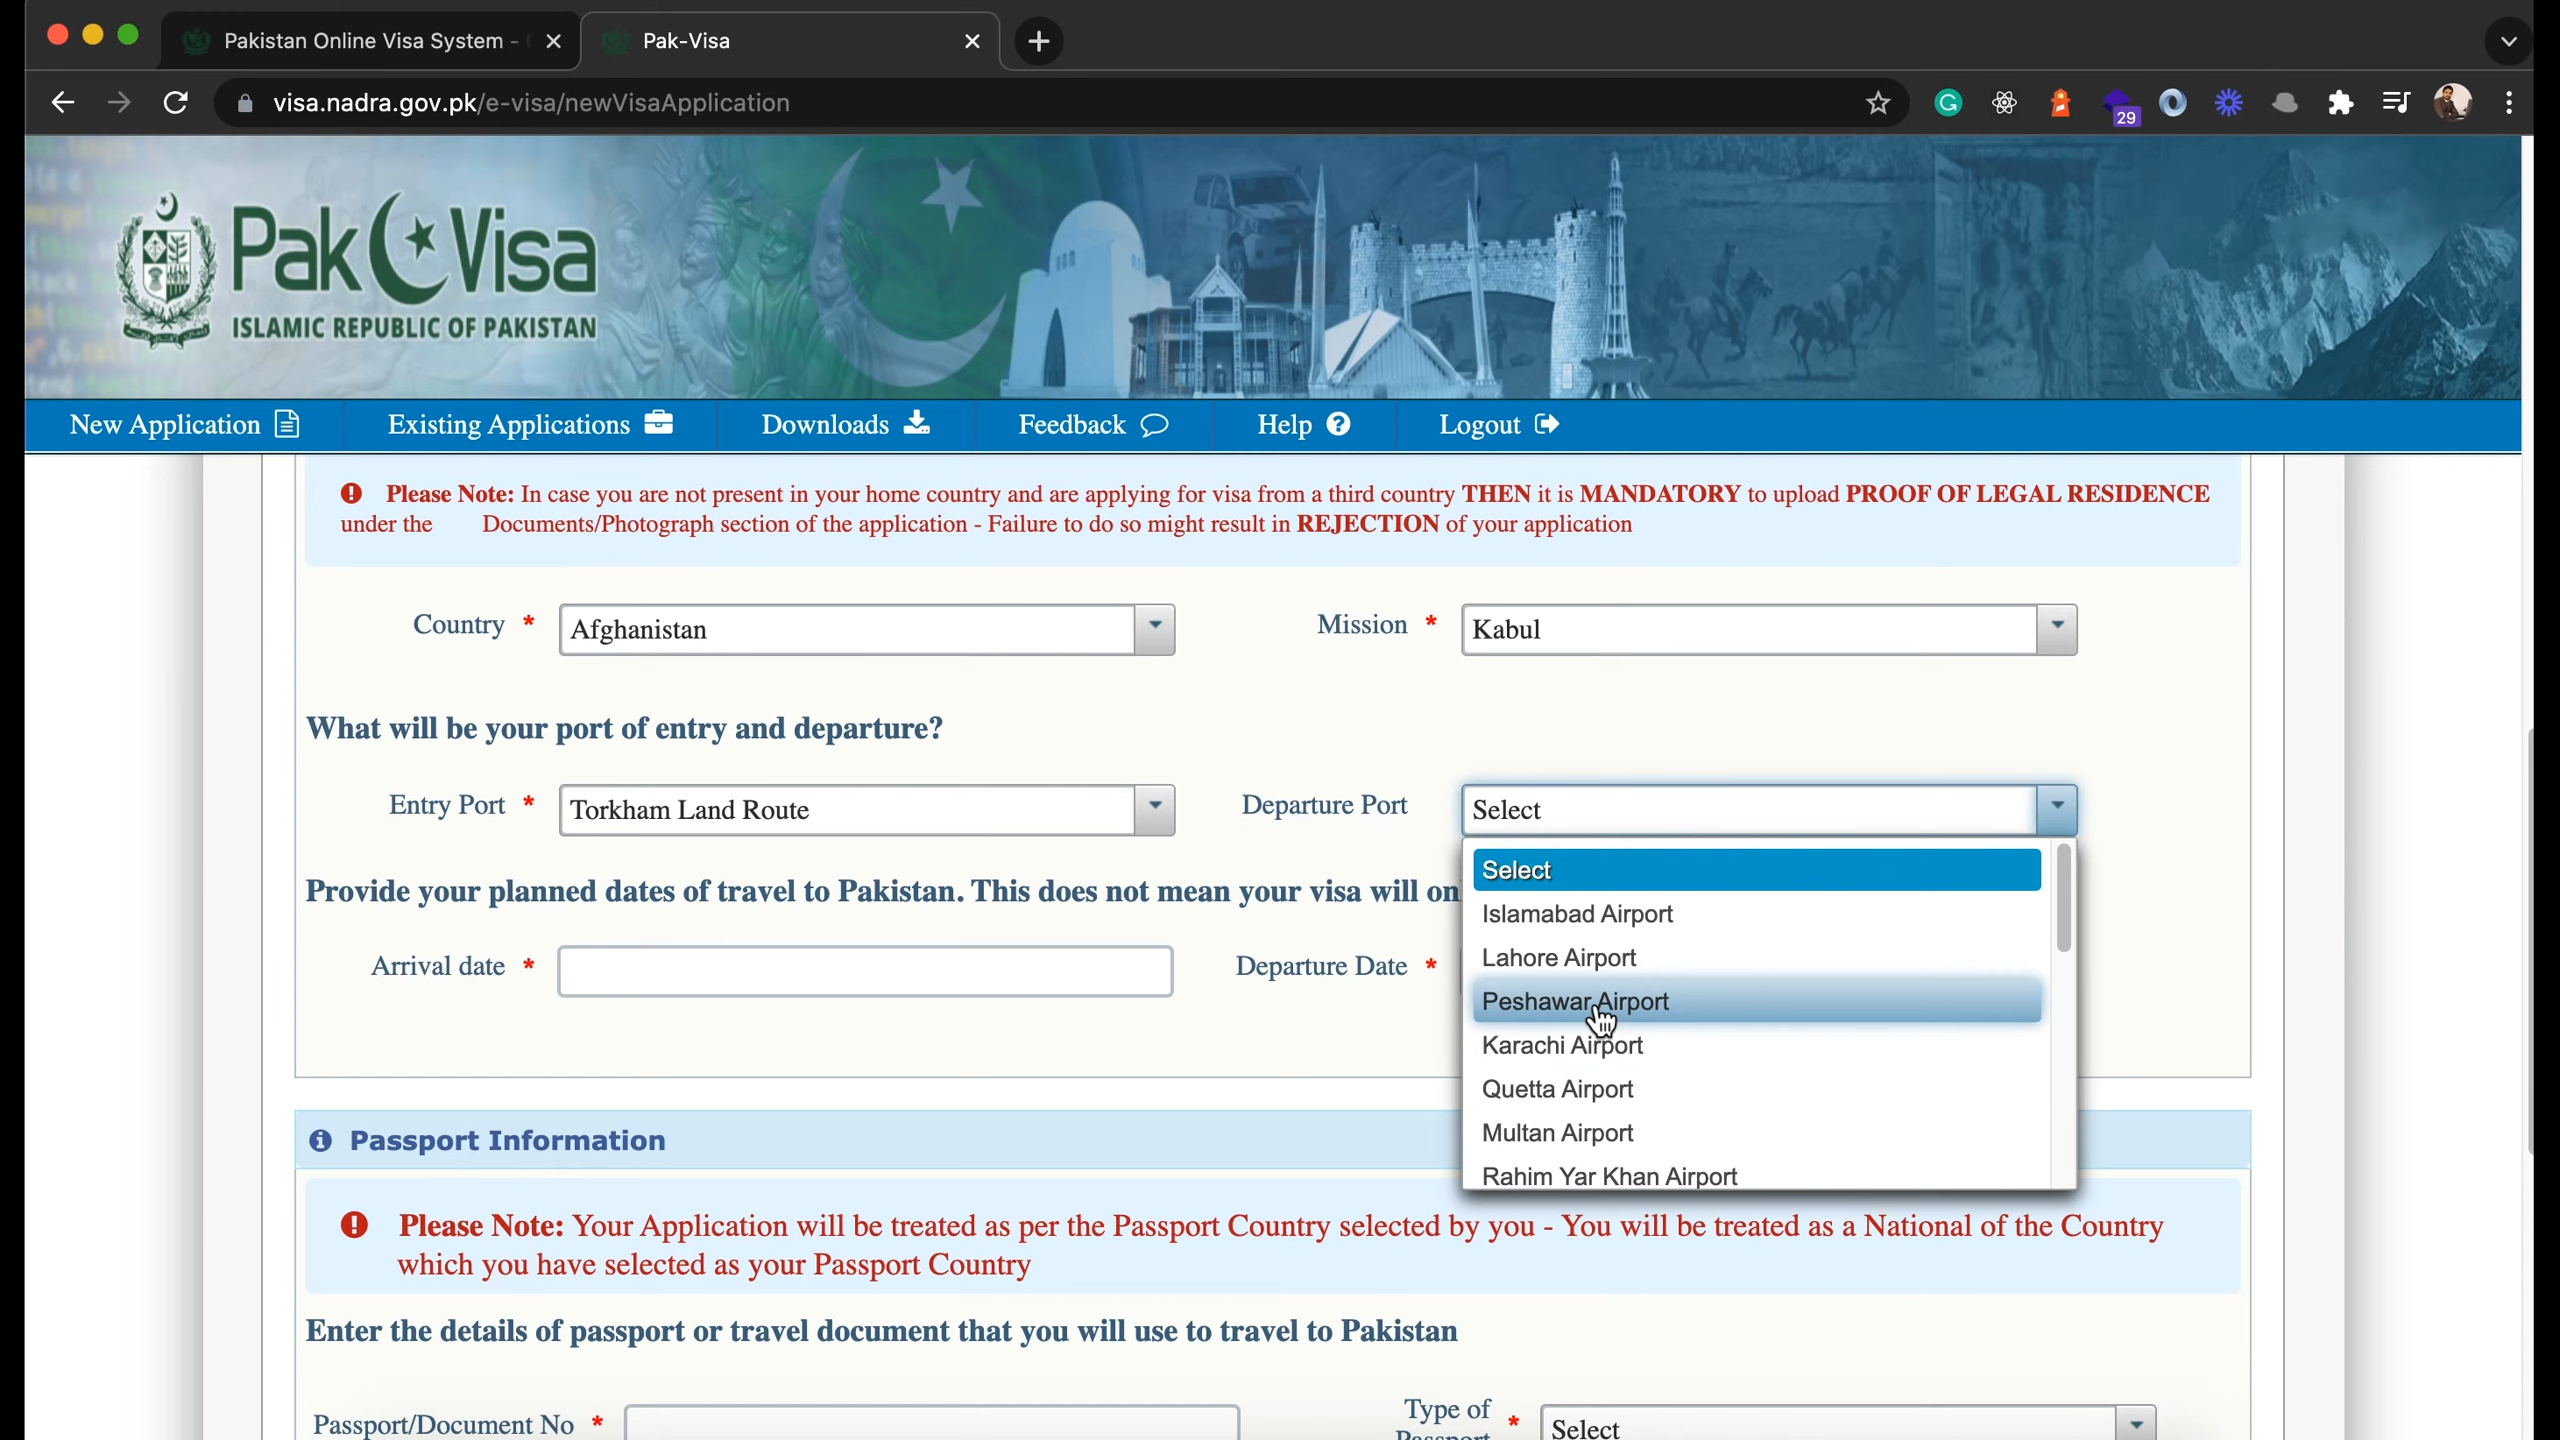 Pakistan Online Visa System -
Pak-Visa
visa.nadra.gov.pk/e-visa/newVisaApplication
29
Pak Visa
ISLAMIC REPUBLIC OF PAKISTAN
New Application
Existing Applications
Downloads
Feedback
Help
Logout
Please Note: In case you are not present in your home country and are applying for visa from a third country THEN it is MANDATORY to upload PROOF OF LEGAL RESIDENCE
under the Documents/Photograph section of the application - Failure to do so might result in REJECTION of your application
Country * Afghanistan
Mission * Kabul
What will be your port of entry and departure?
Entry Port * Torkham Land Route
Departure Port Select
Select
Islamabad Airport
Lahore Airport
Peshawar Airport
Karachi Airport
Quetta Airport
Multan Airport
Rahim Yar Khan Airport
Provide your planned dates of travel to Pakistan. This does not mean your visa will on
Arrival date *
Departure Date *
Passport Information
Please Note: Your Application will be treated as per the Passport Country selected by you - You will be treated as a National of the Country
which you have selected as your Passport Country
Enter the details of passport or travel document that you will use to travel to Pakistan
Passport/Document No *
Type of
Passport * Select